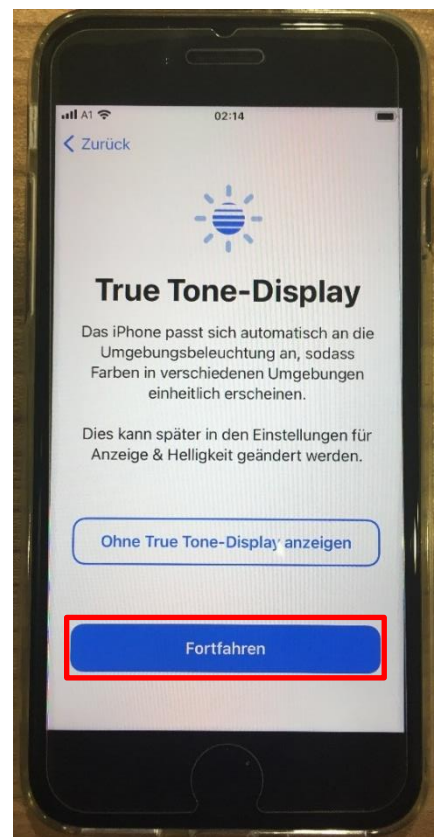 A1 02:14
Zurück
True Tone-Display
Das iPhone passt sich automatisch an die
Umgebungsbeleuchtung an, sodass
Farben in verschiedenen Umgebungen
einheitlich erscheinen.
Dies kann später in den Einstellungen für
Anzeige & Helligkeit geändert werden.
Ohne True Tone-Display anzeigen
Fortfahren